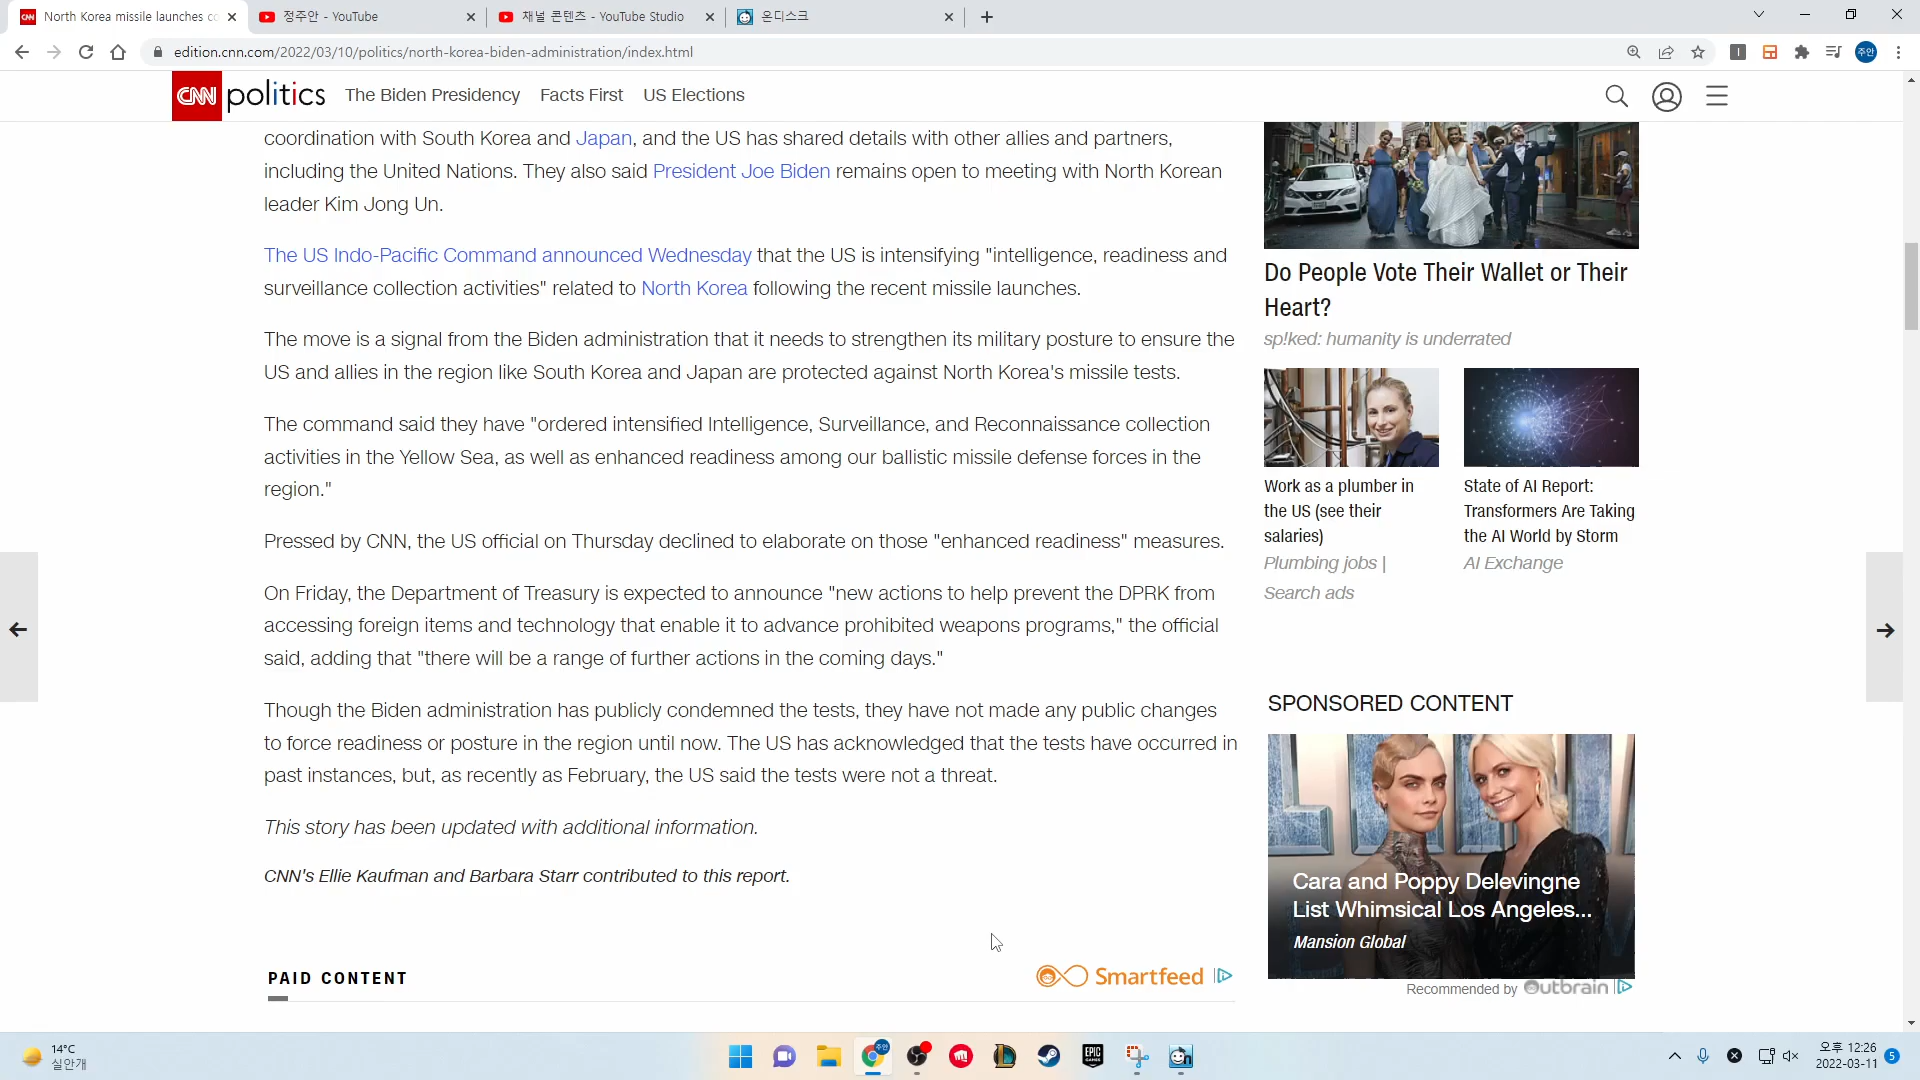 North Korea missile launches co
정주안 - YouTube
채널 콘텐츠 - YouTube Studio
온디스크
edition.cnn.com/2022/03/10/politics/north-korea-biden-administration/index.html
주안
CNN politics
The Biden Presidency
Facts First
US Elections
coordination with South Korea and Japan, and the US has shared details with other allies and partners,
including the United Nations. They also said President Joe Biden remains open to meeting with North Korean
leader Kim Jong Un.
The US Indo-Pacific Command announced Wednesday that the US is intensifying "intelligence, readiness and
surveillance collection activities" related to North Korea following the recent missile launches.
The move is a signal from the Biden administration that it needs to strengthen its military posture to ensure the
US and allies in the region like South Korea and Japan are protected against North Korea's missile tests.
The command said they have "ordered intensified Intelligence, Surveillance, and Reconnaissance collection
activities in the Yellow Sea, as well as enhanced readiness among our ballistic missile defense forces in the
region."
Pressed by CNN, the US official on Thursday declined to elaborate on those "enhanced readiness" measures.
On Friday, the Department of Treasury is expected to announce "new actions to help prevent the DPRK from
accessing foreign items and technology that enable it to advance prohibited weapons programs," the official
said, adding that "there will be a range of further actions in the coming days."
Though the Biden administration has publicly condemned the tests, they have not made any public changes
to force readiness or posture in the region until now. The US has acknowledged that the tests have occurred in
past instances, but, as recently as February, the US said the tests were not a threat.
This story has been updated with additional information.
CNN's Ellie Kaufman and Barbara Starr contributed to this report.
PAID CONTENT
Smartfeed
Do People Vote Their Wallet or Their
Heart?
sp!ked: humanity is underrated
Work as a plumber in
the US (see their
salaries)
Plumbing jobs |
Search ads
State of AI Report:
Transformers Are Taking
the AI World by Storm
AI Exchange
SPONSORED CONTENT
Cara and Poppy Delevingne
List Whimsical Los Angeles...
Mansion Global
Recommended by Outbrain
14°C
실안개
주안
EPIC
GAMES
오후 12:26
2022-03-11
5